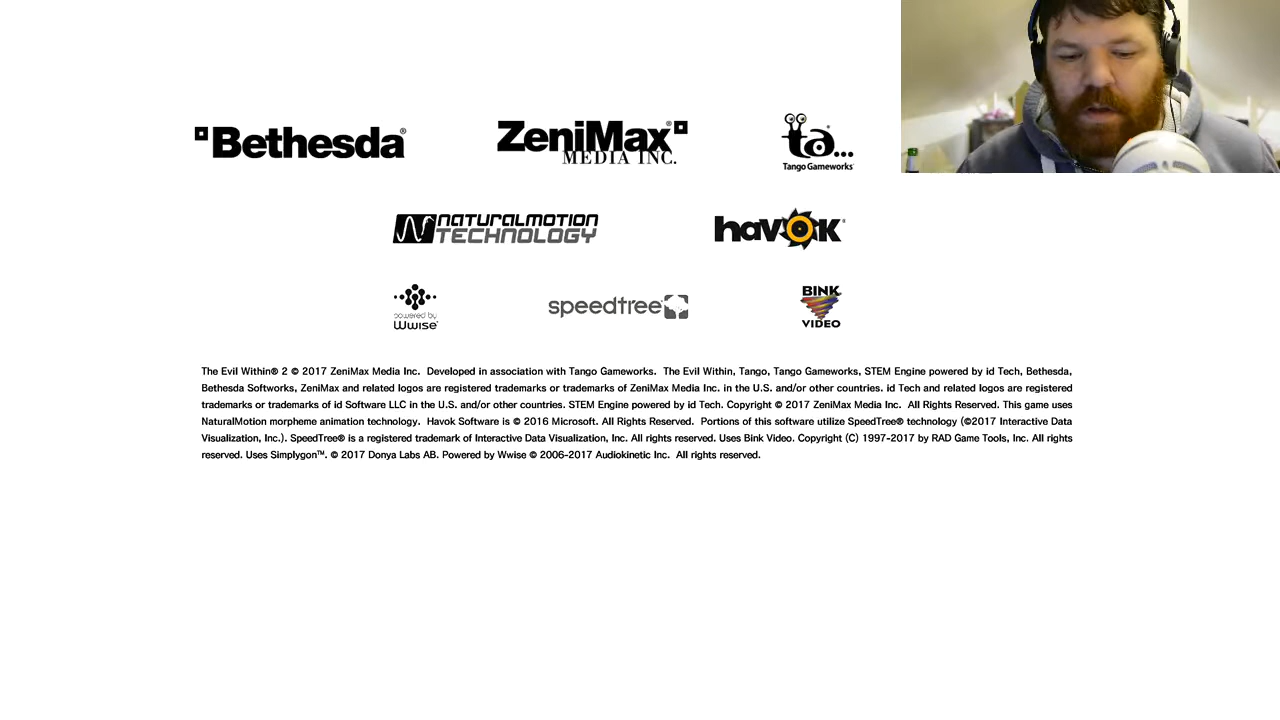 Bethesda®
ZeniMax®
MEDIA INC.
ta...®
Tango Gameworks™
NATURALMOTION
TECHNOLOGY
havok®
powered by
Wwise®
speedtree®
BINK
VIDEO
The Evil Within® 2 © 2017 ZeniMax Media Inc.  Developed in association with Tango Gameworks.  The Evil Within, Tango, Tango Gameworks, STEM Engine powered by id Tech, Bethesda,
Bethesda Softworks, ZeniMax and related logos are registered trademarks or trademarks of ZeniMax Media Inc. in the U.S. and/or other countries. id Tech and related logos are registered
trademarks or trademarks of id Software LLC in the U.S. and/or other countries. STEM Engine powered by id Tech. Copyright © 2017 ZeniMax Media Inc.  All Rights Reserved. This game uses
NaturalMotion morpheme animation technology.  Havok Software is © 2016 Microsoft. All Rights Reserved.  Portions of this software utilize SpeedTree® technology (©2017 Interactive Data
Visualization, Inc.). SpeedTree® is a registered trademark of Interactive Data Visualization, Inc. All rights reserved. Uses Bink Video. Copyright (C) 1997-2017 by RAD Game Tools, Inc. All rights
reserved. Uses Simplygon™. © 2017 Donya Labs AB. Powered by Wwise © 2006-2017 Audiokinetic Inc.  All rights reserved.